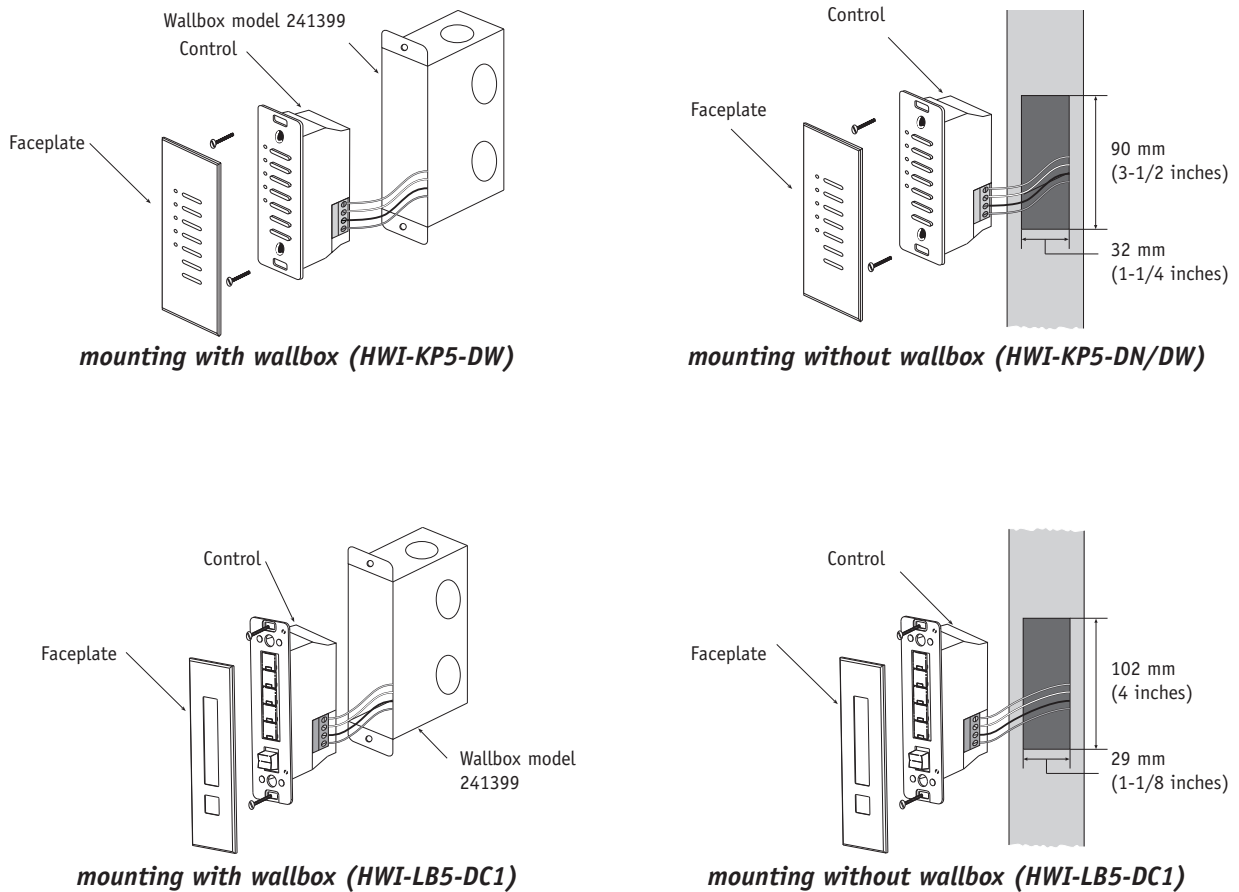 Wallbox model 241399
Control
Faceplate
mounting with wallbox (HWI-KP5-DW)
Control
Faceplate
90 mm
(3-1/2 inches)
32 mm
(1-1/4 inches)
mounting without wallbox (HWI-KP5-DN/DW)
Control
Faceplate
Wallbox model
241399
mounting with wallbox (HWI-LB5-DC1)
Control
Faceplate
102 mm
(4 inches)
29 mm
(1-1/8 inches)
mounting without wallbox (HWI-LB5-DC1)